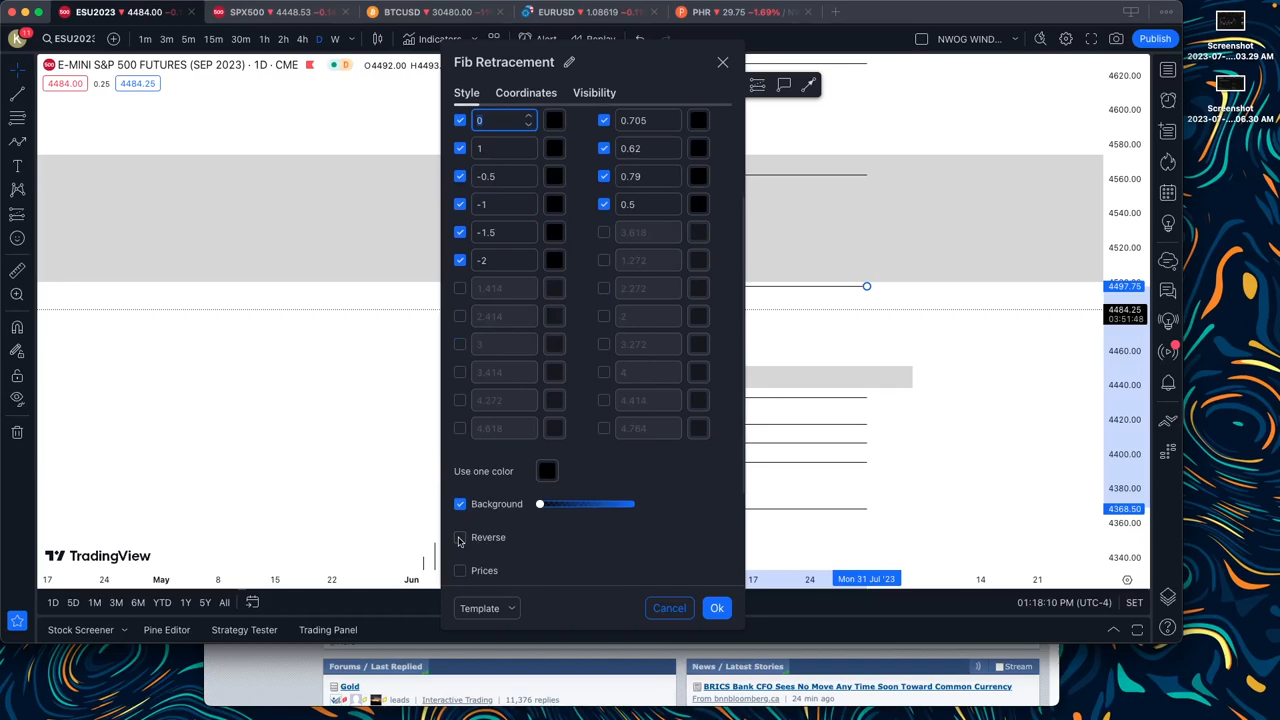 ESU2023 4484.00
SPX500 4448.53
BTCUSD 30480.00
EURUSD 1.08619
PHR 29.75 −1.69% /
K 11
ESU2023
1m 3m 5m 15m 30m 1h 2h 4h D W
Indicators
Alert
Replay
NWOG WIND...
Publish
E-MINI S&P 500 FUTURES (SEP 2023) · 1D · CME D O4492.00 H4493.
4484.00 0.25 4484.25
Fib Retracement
Style Coordinates Visibility
0 0.705
1 0.62
-0.5 0.79
-1 0.5
-1.5 3.618
-2 1.272
1.414 2.272
2.414 2
3 3.272
3.414 4
4.272 4.414
4.618 4.764
Use one color
Background
Reverse
Prices
Template
Cancel Ok
4620.00
4600.00
4580.00
4560.00
4540.00
4520.00
4497.75
4484.25
03:51:48
4460.00
4440.00
4420.00
4400.00
4380.00
4368.50
4360.00
4340.00
TradingView
17 24 May 8 15 22 Jun 17 24 Mon 31 Jul '23 14 21
1D 5D 1M 3M 6M YTD 1Y 5Y All
01:18:10 PM (UTC-4) SET
Stock Screener Pine Editor Strategy Tester Trading Panel
Forums / Last Replied
Gold
leads | Interactive Trading | 11,376 replies
News / Latest Stories Stream
BRICS Bank CFO Sees No Move Any Time Soon Toward Common Currency
From bnnbloomberg.ca | 24 min ago
Screenshot
2023-07-....03.29 AM
Screenshot
2023-07-....06.30 AM